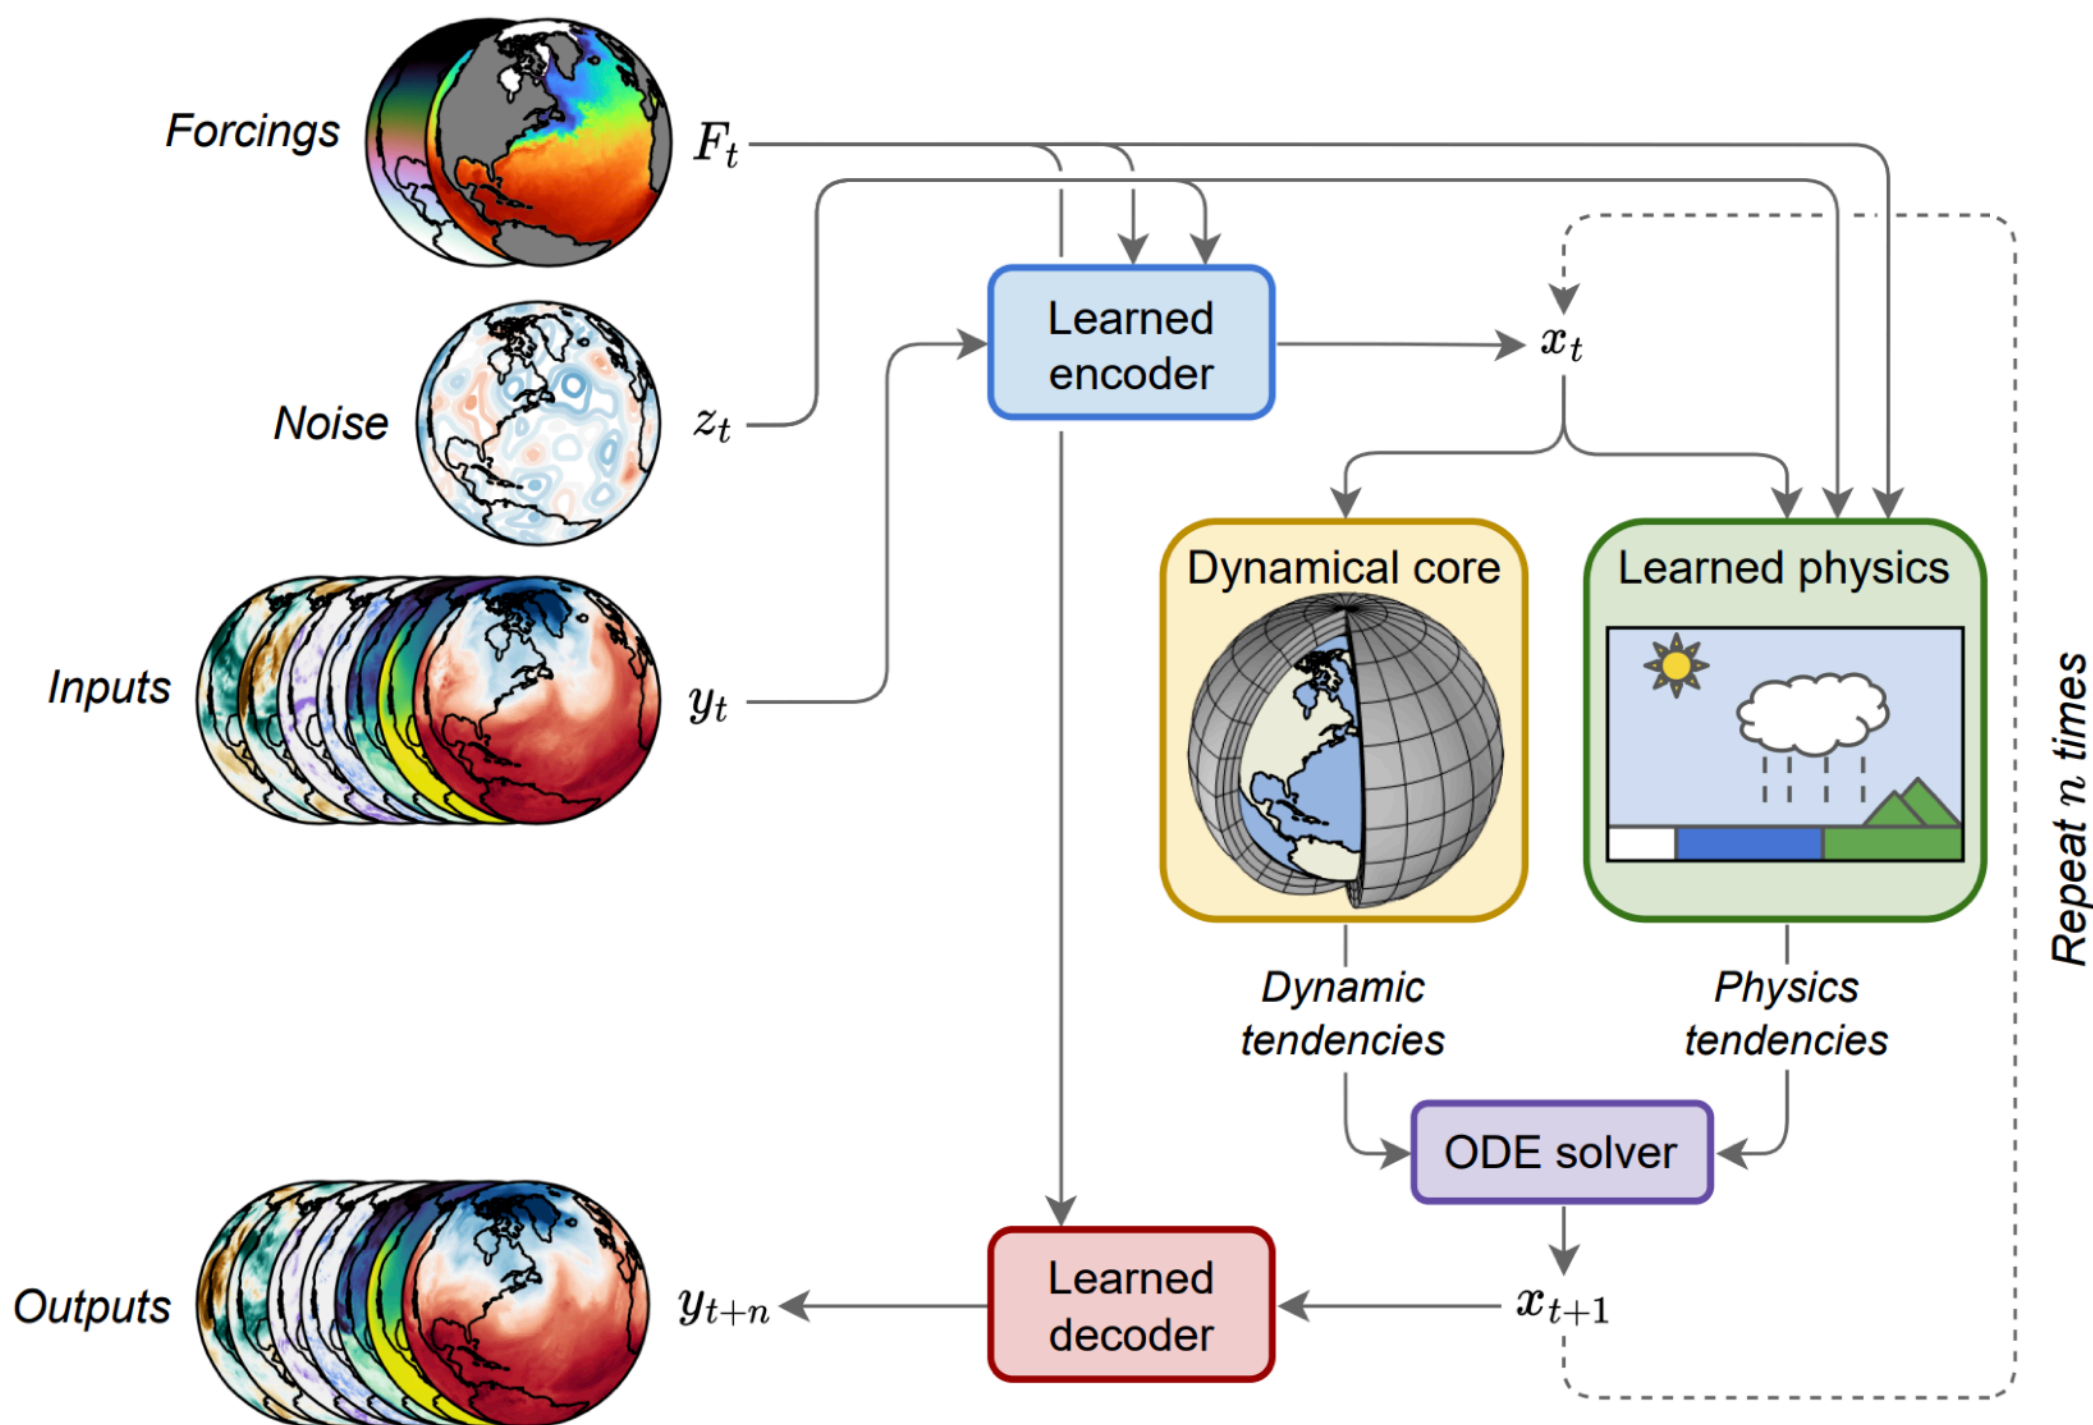 Forcings
F_t
Noise
z_t
Inputs
y_t
Learned
encoder
x_t
Dynamical core
Learned physics
Repeat n times
Dynamic
tendencies
Physics
tendencies
ODE solver
Outputs
y_{t+n}
Learned
decoder
x_{t+1}